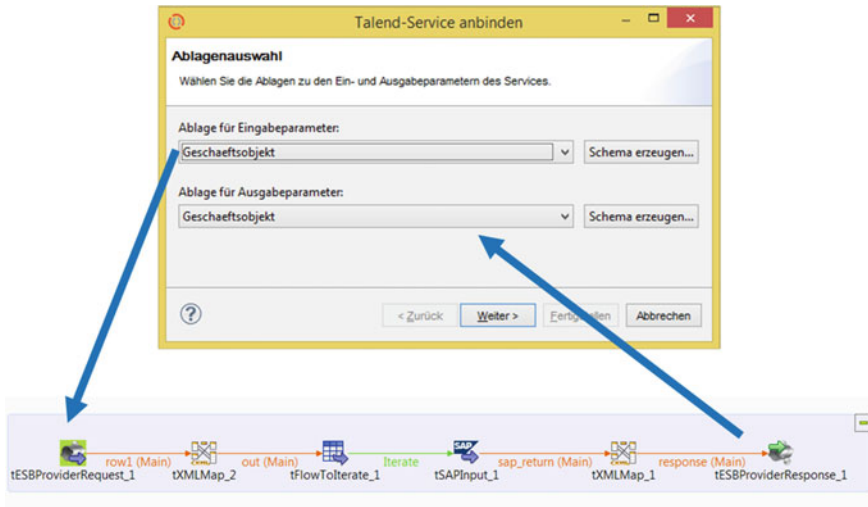 Talend-Service anbinden
Ablagenauswahl
Wählen Sie die Ablagen zu den Ein- und Ausgabeparametern des Services.
Ablage für Eingabeparameter:
Geschaeftsobjekt Schema erzeugen...
Ablage für Ausgabeparameter:
Geschaeftsobjekt Schema erzeugen...
< Zurück Weiter > Abbrechen
row1 (Main) out (Main) Iterate sap_return (Main) response (Main)
tESBProviderRequest_1 tXMLMap_2 tFlowToIterate_1 tSAPInput_1 tXMLMap_1 tESBProviderResponse_1